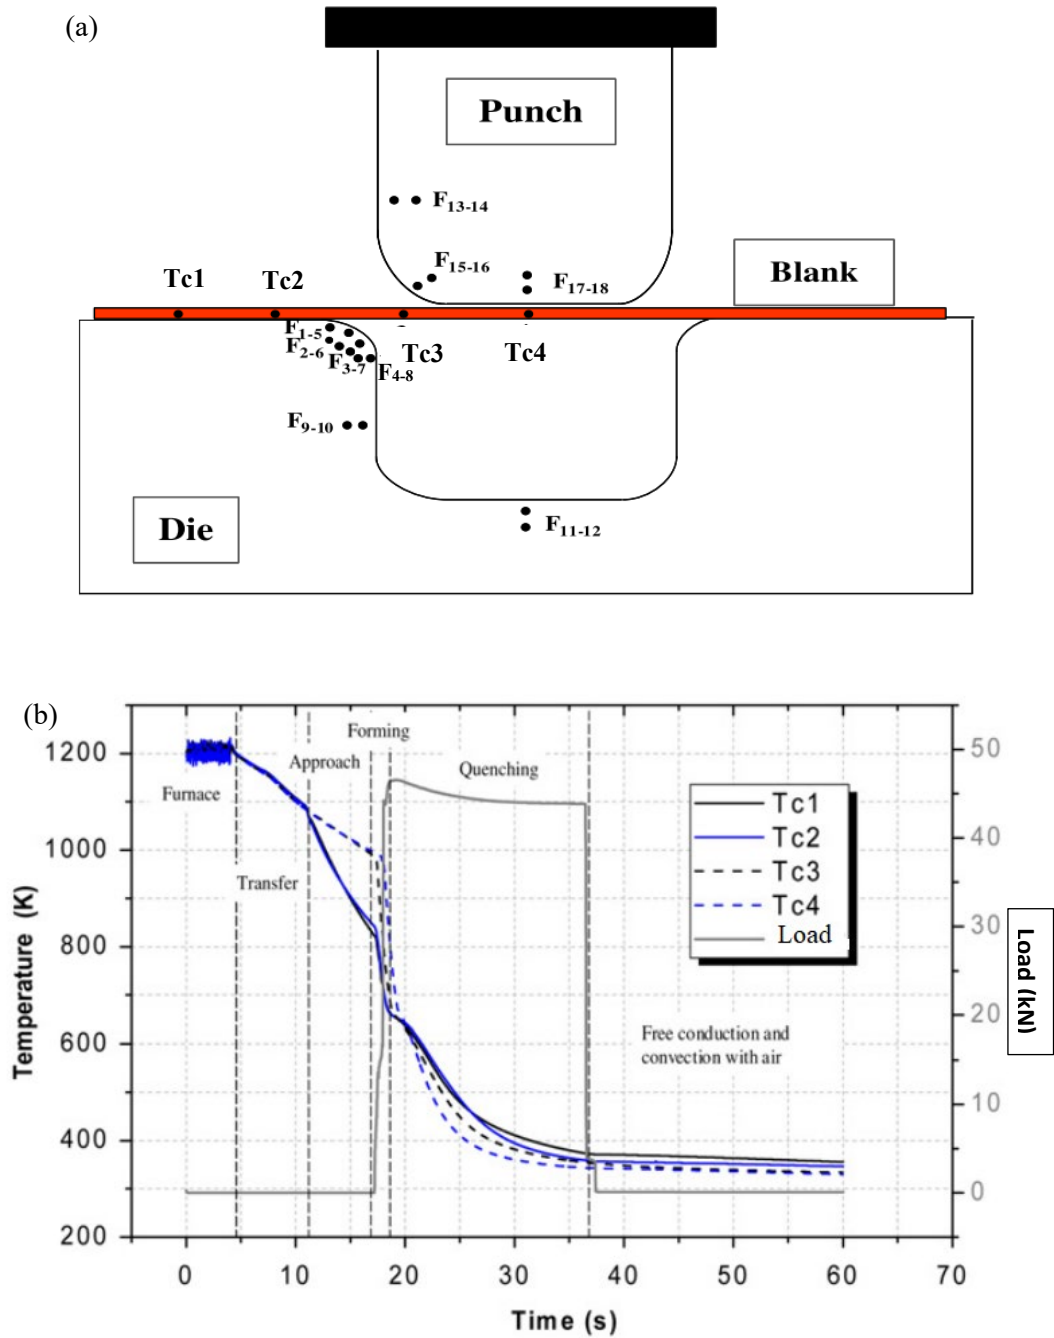 (a)
Punch
F13-14
F15-16
F17-18
Blank
Tc1
Tc2
F1-5
F2-6
F3-7
F4-8
Tc3
Tc4
F9-10
F11-12
Die
(b)
Forming
Approach
Quenching
Furnace
Transfer
Tc1
Tc2
Tc3
Tc4
Load
Free conduction and
convection with air
Temperature (K)
1200
1000
800
600
400
200
50
40
30
20
10
0
Load (kN)
0 10 20 30 40 50 60 70
Time (s)